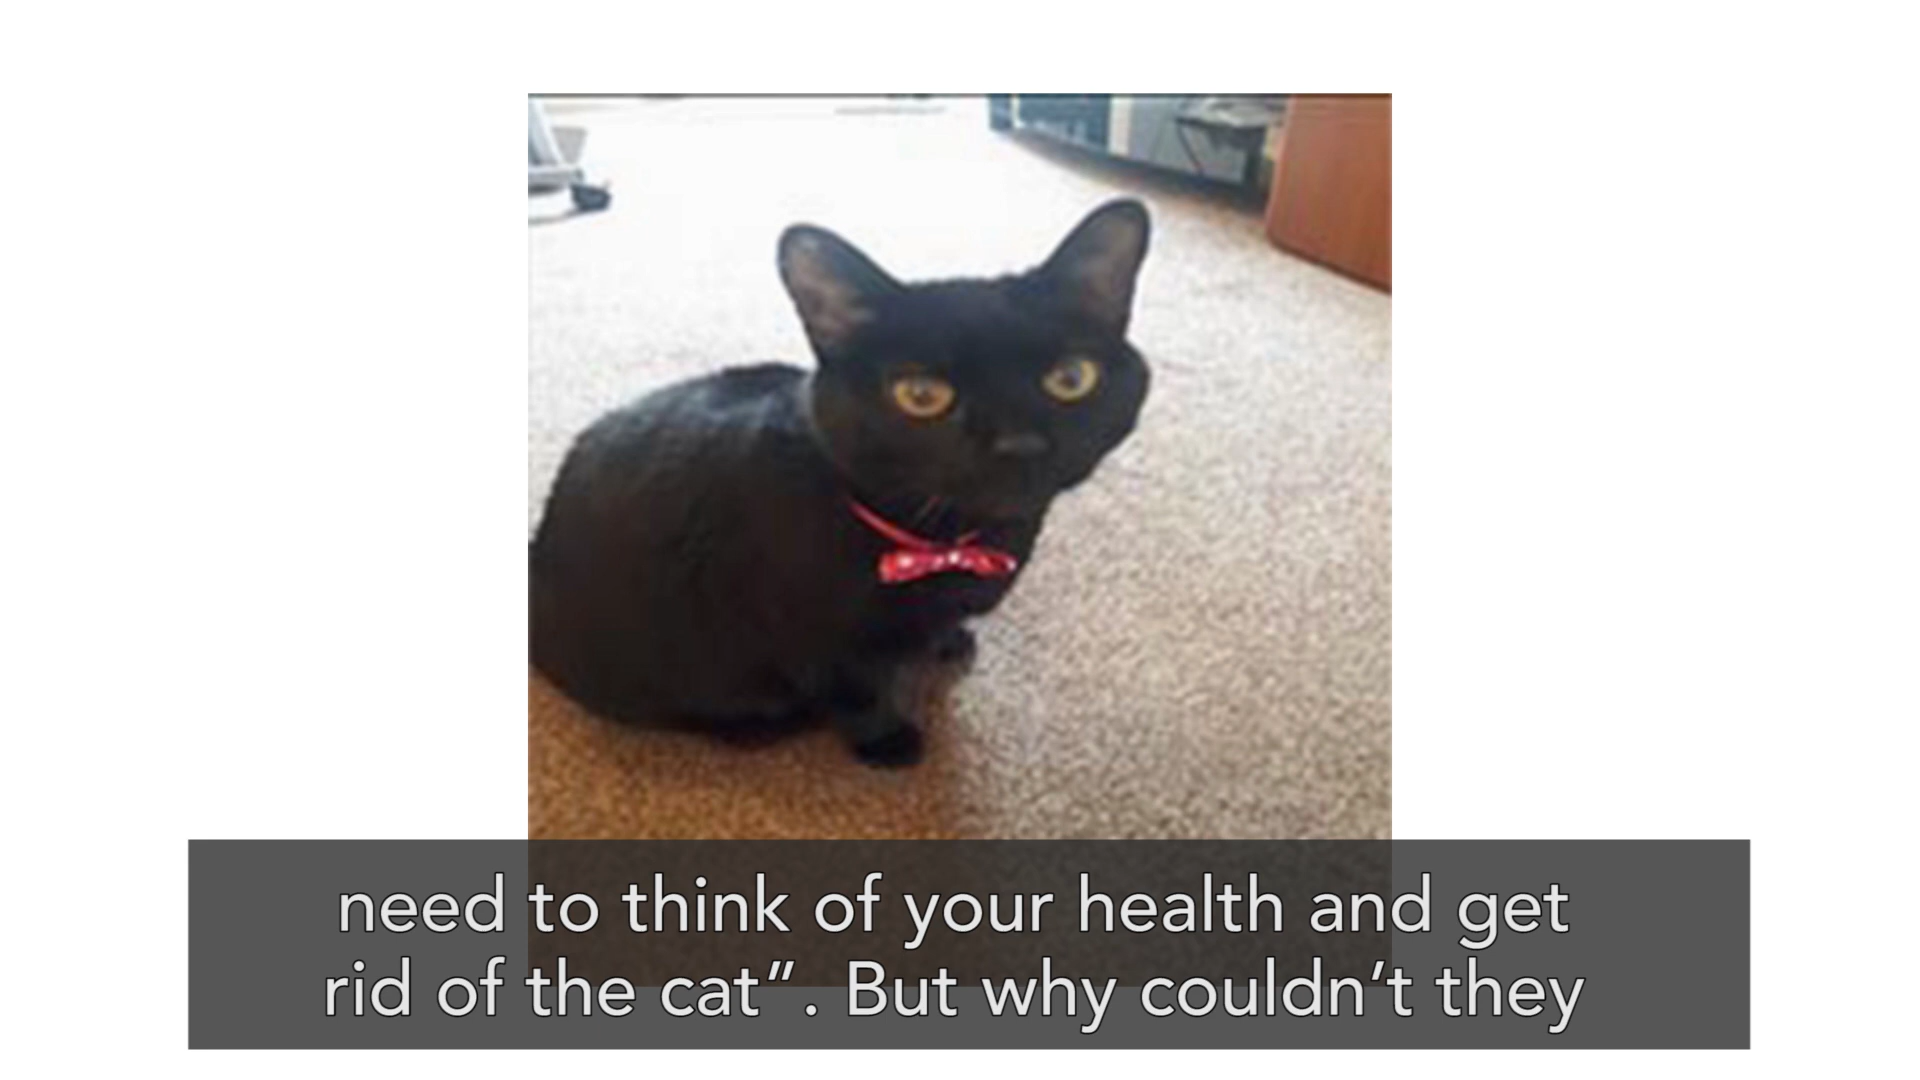 need to think of your health and get
rid of the cat”. But why couldn’t they